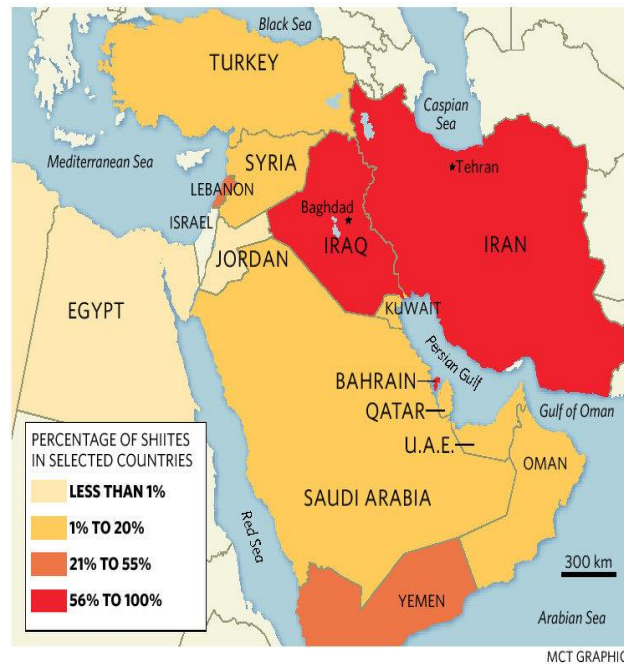 Black Sea
TURKEY
Caspian
Sea
Mediterranean Sea
SYRIA
Tehran
LEBANON
Baghdad
ISRAEL
IRAQ
IRAN
JORDAN
EGYPT
KUWAIT
Persian Gulf
BAHRAIN
QATAR
Gulf of Oman
U.A.E.
PERCENTAGE OF SHIITES
IN SELECTED COUNTRIES
LESS THAN 1%
1% TO 20%
21% TO 55%
56% TO 100%
OMAN
SAUDI ARABIA
Red Sea
300 km
YEMEN
Arabian Sea
MCT GRAPHIC